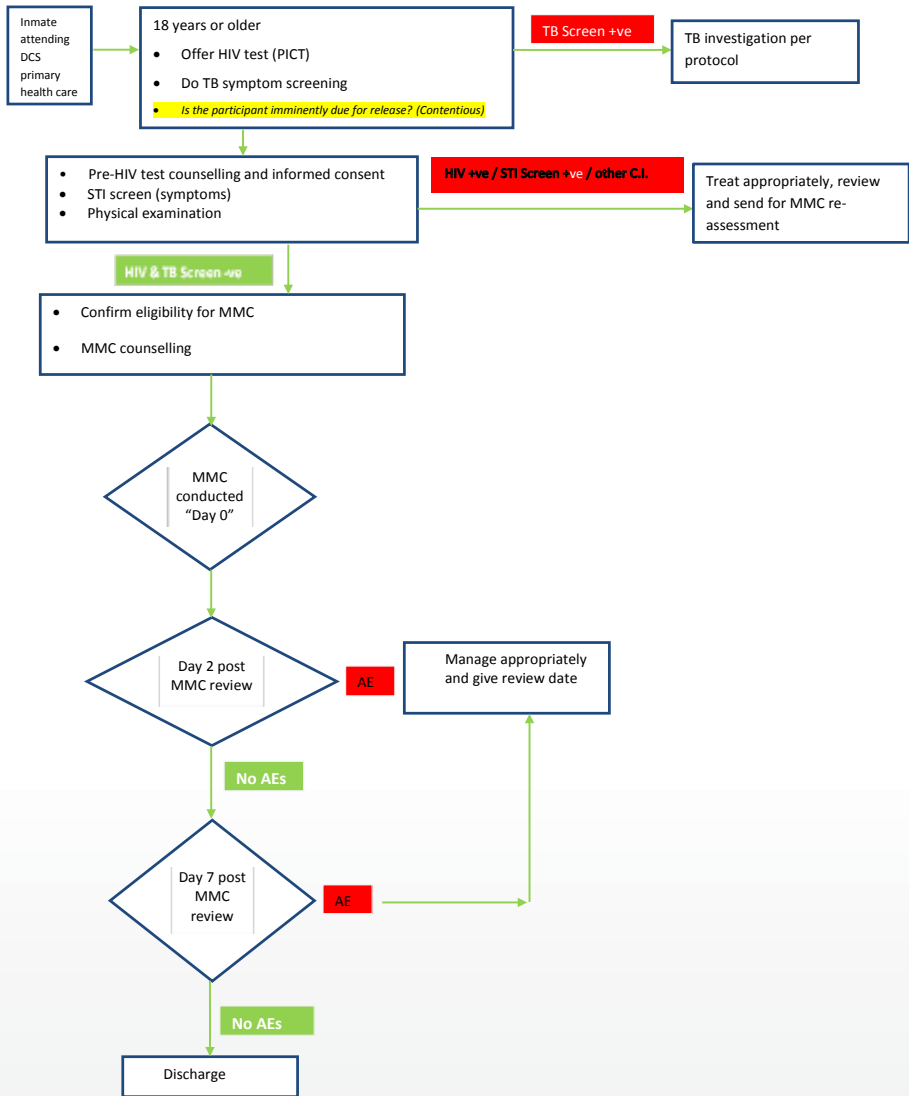 Inmate
attending
DCS
primary
health care
18 years or older
• Offer HIV test (PICT)
• Do TB symptom screening
• Is the participant imminently due for release? (Contentious)
TB Screen +ve
TB investigation per
protocol
• Pre-HIV test counselling and informed consent
• STI screen (symptoms)
• Physical examination
HIV +ve / STI Screen +ve / other C.I.
Treat appropriately, review
and send for MMC re-
assessment
HIV & TB Screen -ve
• Confirm eligibility for MMC
• MMC counselling
MMC
conducted
“Day 0”
Day 2 post
MMC review
AE
Manage appropriately
and give review date
No AEs
Day 7 post
MMC
review
AE
No AEs
Discharge